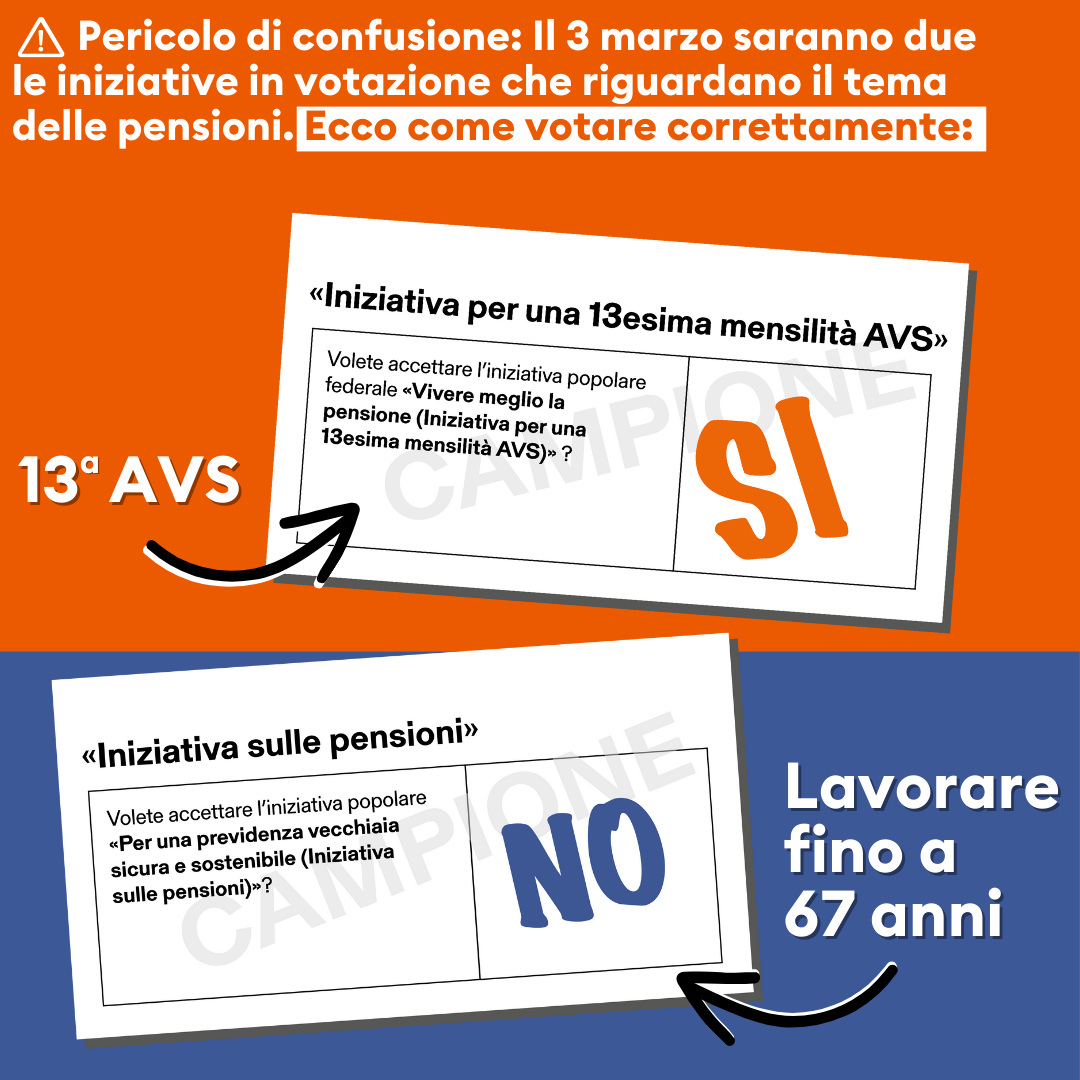 ⚠ Pericolo di confusione: Il 3 marzo saranno due
le iniziative in votazione che riguardano il tema
delle pensioni. Ecco come votare correttamente:
«Iniziativa per una 13esima mensilità AVS»
Volete accettare l’iniziativa popolare
federale «Vivere meglio la
pensione (Iniziativa per una
13esima mensilità AVS)» ?
CAMPIONE
SI
13ª AVS
«Iniziativa sulle pensioni»
Volete accettare l’iniziativa popolare
«Per una previdenza vecchiaia
sicura e sostenibile (Iniziativa
sulle pensioni)»?
CAMPIONE
NO
Lavorare
fino a
67 anni